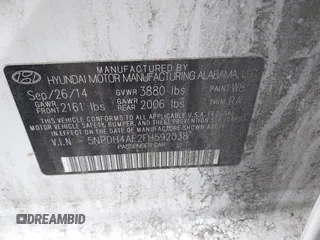 MANUFACTURED BY
HYUNDAI MOTOR MANUFACTURING ALABAMA, LLC
Sep/26/14 GVWR 3880 lbs PAINT W8
GAWR FRONT 2161 lbs GAWR REAR 2006 lbs TRIM RA
THIS VEHICLE CONFORMS TO ALL APPLICABLE U.S. FEDERAL
MOTOR VEHICLE SAFETY, BUMPER, AND THEFT PREVENTION
STANDARDS IN EFFECT ON THE DATE OF MANUFACTURE SHOWN ABOVE
V.I.N - 5NPDH4AE2FH592038
PASSENGER CAR
DREAMBID